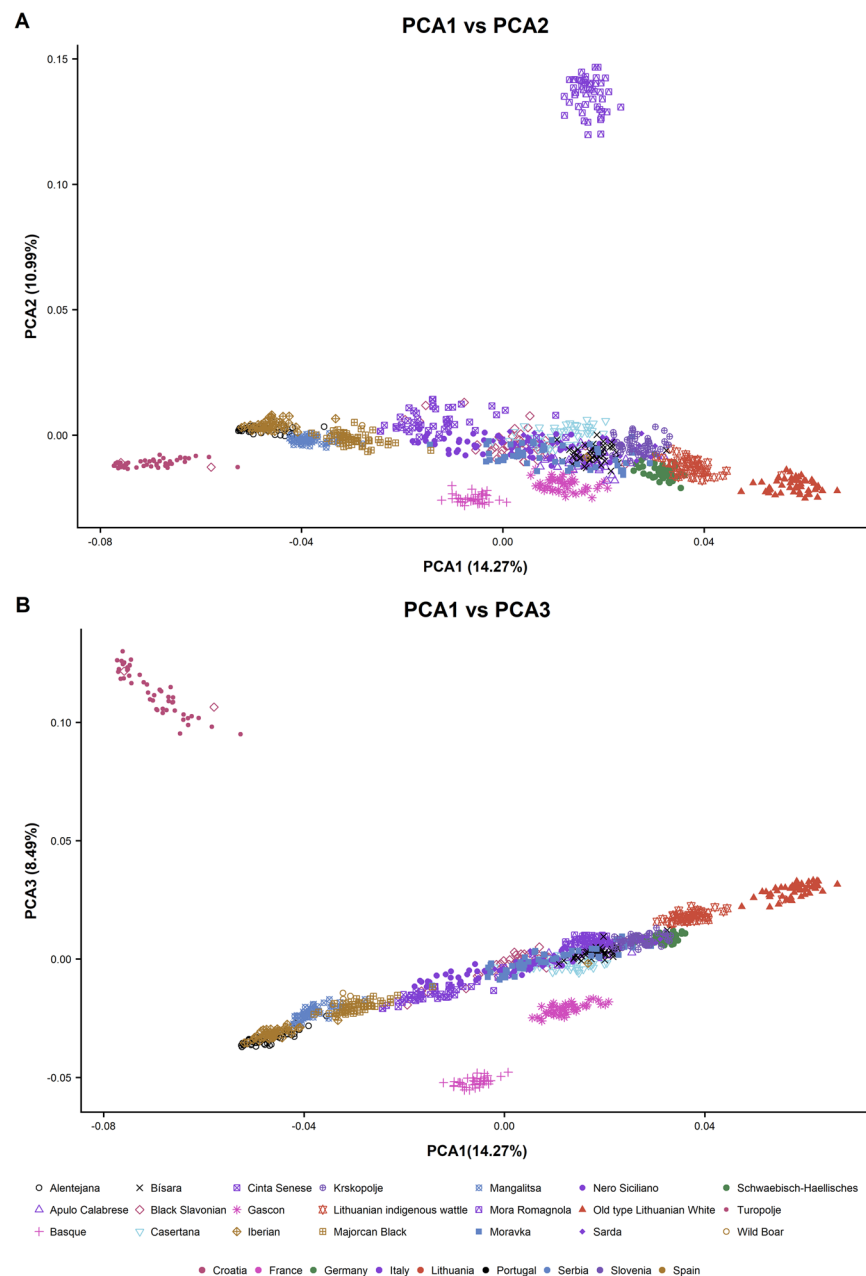 A
PCA1 vs PCA2
0.15
0.10
0.05
0.00
PCA2 (10.99%)
-0.08
-0.04
0.00
0.04
PCA1 (14.27%)
B
PCA1 vs PCA3
0.10
0.05
0.00
-0.05
PCA3 (8.49%)
-0.08
-0.04
0.00
0.04
PCA1(14.27%)
Alentejana Bísara Cinta Senese Krskopolje Mangalitsa Nero Siciliano Schwaebisch-Haellisches
Apulo Calabrese Black Slavonian Gascon Lithuanian indigenous wattle Mora Romagnola Old type Lithuanian White Turopolje
Basque Casertana Iberian Majorcan Black Moravka Sarda Wild Boar
Croatia France Germany Italy Lithuania Portugal Serbia Slovenia Spain